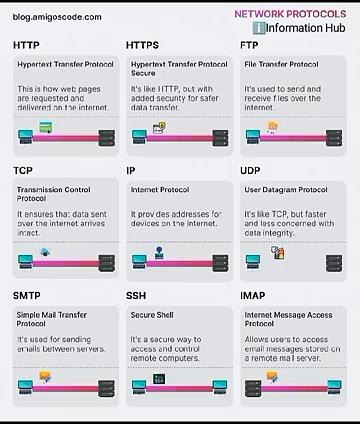 blog.amigoscode.com
NETWORK PROTOCOLS
Information Hub
HTTP
Hypertext Transfer Protocol
This is how web pages
are requested and
delivered on the internet.
HTTPS
Hypertext Transfer Protocol
Secure
It's like HTTP, but with
added security for safer
data transfer.
FTP
File Transfer Protocol
It's used to send and
receive files over the
internet.
TCP
Transmission Control
Protocol
It ensures that data sent
over the internet arrives
intact.
IP
Internet Protocol
It provides addresses for
devices on the internet.
UDP
User Datagram Protocol
It's like TCP, but faster
and less concerned with
data integrity.
SMTP
Simple Mail Transfer
Protocol
It's used for sending
emails between servers.
SSH
Secure Shell
It's a secure way to
access and control
remote computers.
SSH
IMAP
Internet Message Access
Protocol
Allows users to access
email messages stored on
a remote mail server.